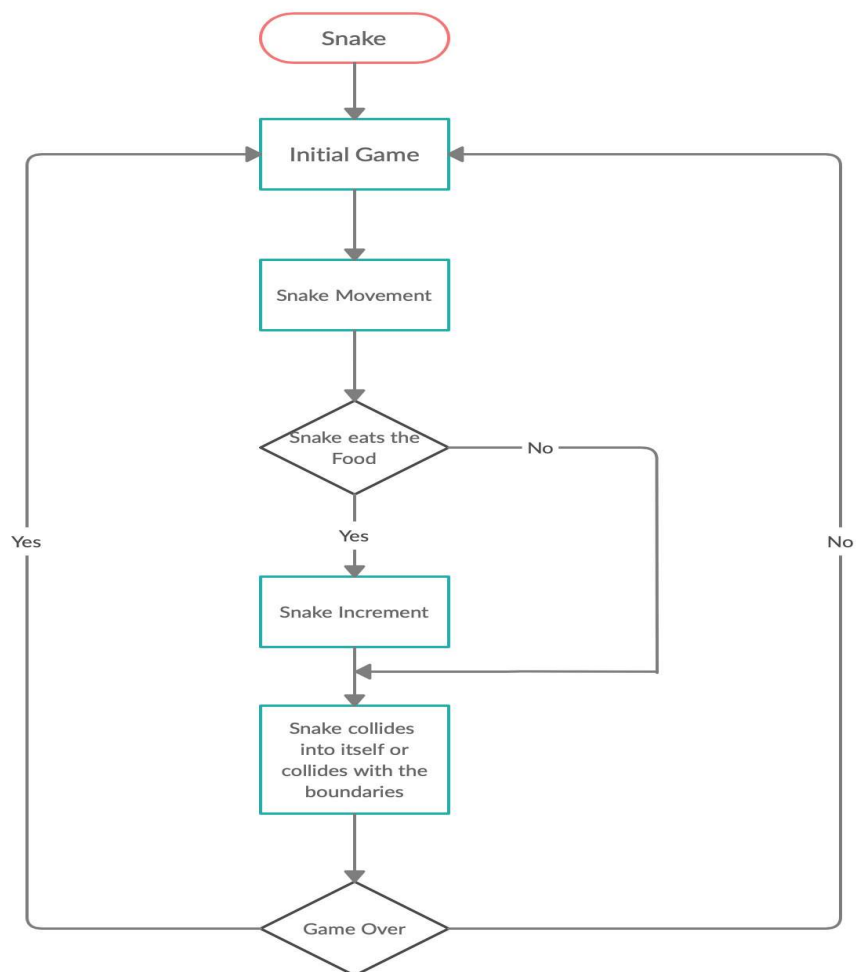 Snake
Initial Game
Snake Movement
Snake eats the
Food
No
Yes
Yes
No
Snake Increment
Snake collides
into itself or
collides with the
boundaries
Game Over